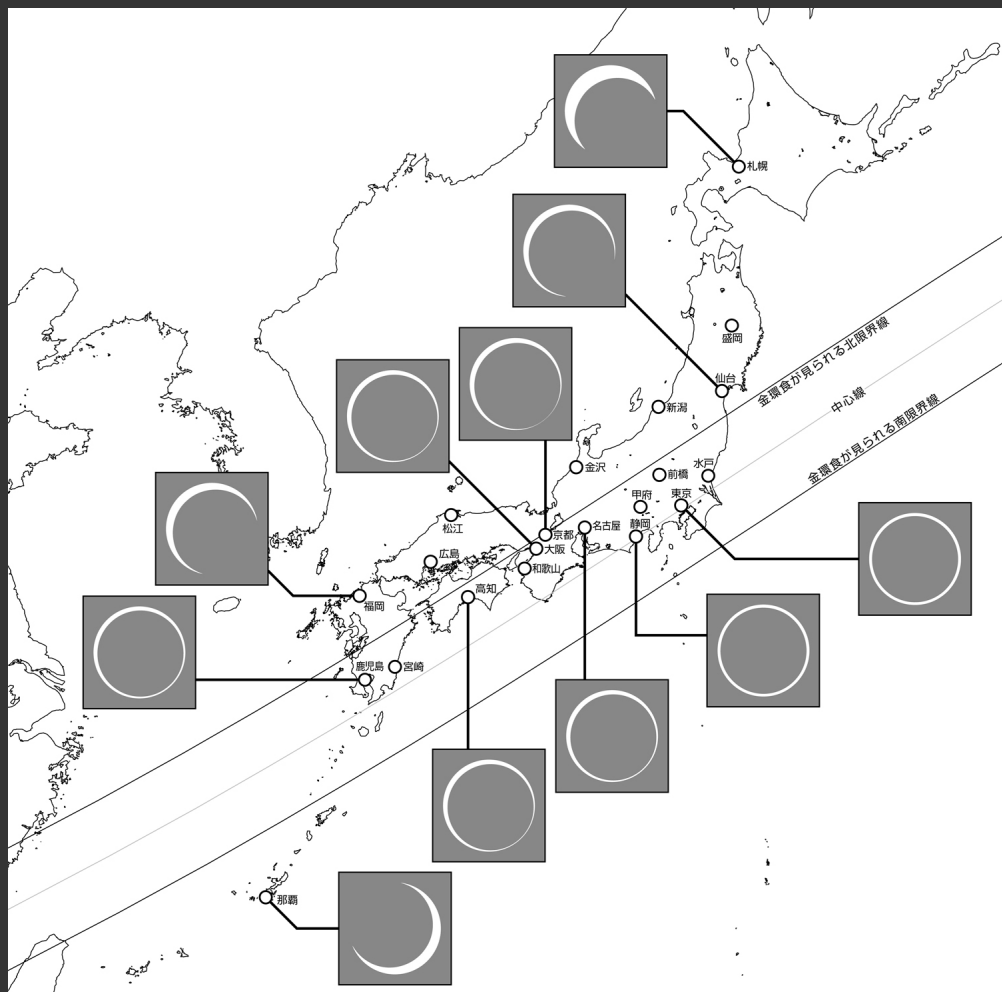 札幌
盛岡
金環食が見られる北限界線
仙台
中心線
新潟
金環食が見られる南限界線
金沢
前橋
水戸
甲府
東京
松江
京都
名古屋
静岡
大阪
広島
和歌山
高知
福岡
鹿児島
宮崎
那覇